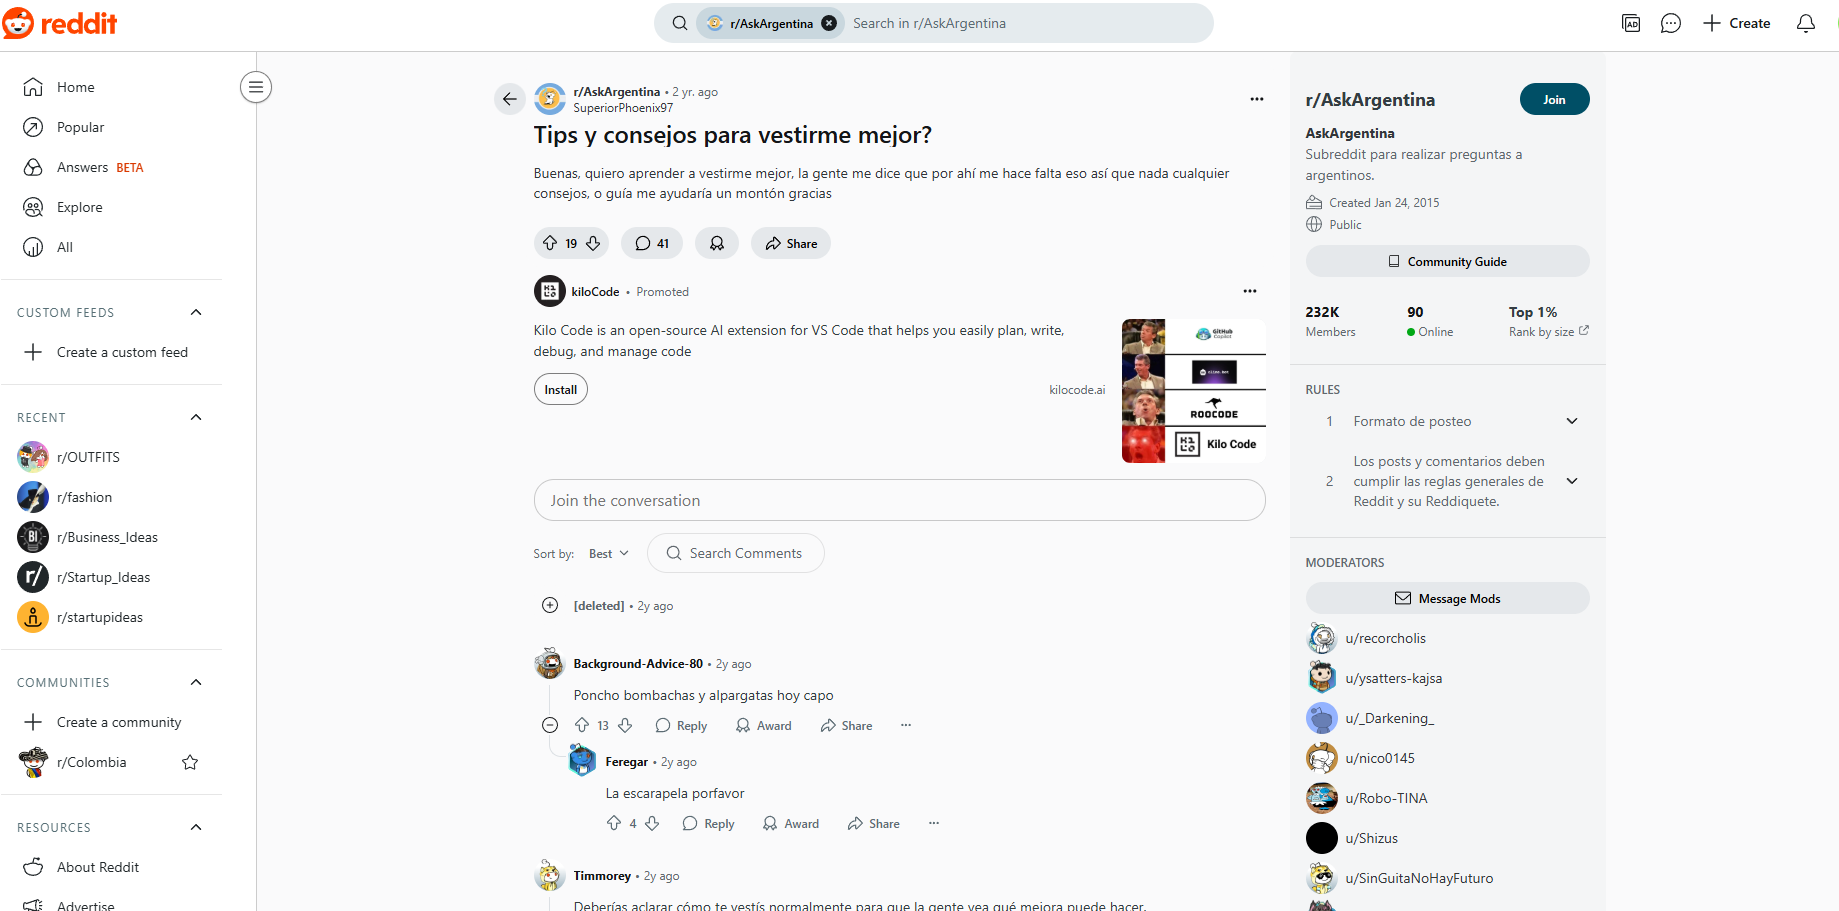 reddit
r/AskArgentina
Search in r/AskArgentina
AD
Create
Home
Popular
Answers BETA
Explore
All
CUSTOM FEEDS
Create a custom feed
RECENT
r/OUTFITS
r/fashion
BI
r/Business_Ideas
r/
r/Startup_Ideas
r/startupideas
COMMUNITIES
Create a community
r/Colombia
RESOURCES
About Reddit
Advertise
r/AskArgentina • 2 yr. ago
SuperiorPhoenix97
Tips y consejos para vestirme mejor?
Buenas, quiero aprender a vestirme mejor, la gente me dice que por ahí me hace falta eso así que nada cualquier
consejos, o guía me ayudaría un montón gracias
19
41
Share
kiloCode • Promoted
Kilo Code is an open-source AI extension for VS Code that helps you easily plan, write,
debug, and manage code
Install
kilocode.ai
GitHub
Copilot
ROOCODE
Kilo Code
Join the conversation
Sort by: Best
Search Comments
[deleted] • 2y ago
Background-Advice-80 • 2y ago
Poncho bombachas y alpargatas hoy capo
13 Reply Award Share
Feregar • 2y ago
La escarapela porfavor
4 Reply Award Share
Timmorey • 2y ago
Deberías aclarar cómo te vestís normalmente para que la gente vea qué mejora puede hacer.
r/AskArgentina
Join
AskArgentina
Subreddit para realizar preguntas a
argentinos.
Created Jan 24, 2015
Public
Community Guide
232K 90 Top 1%
Members Online Rank by size
RULES
1 Formato de posteo
2 Los posts y comentarios deben
cumplir las reglas generales de
Reddit y su Reddiquete.
MODERATORS
Message Mods
u/recorcholis
u/ysatters-kajsa
u/_Darkening_
u/nico0145
u/Robo-TINA
u/Shizus
u/SinGuitaNoHayFuturo